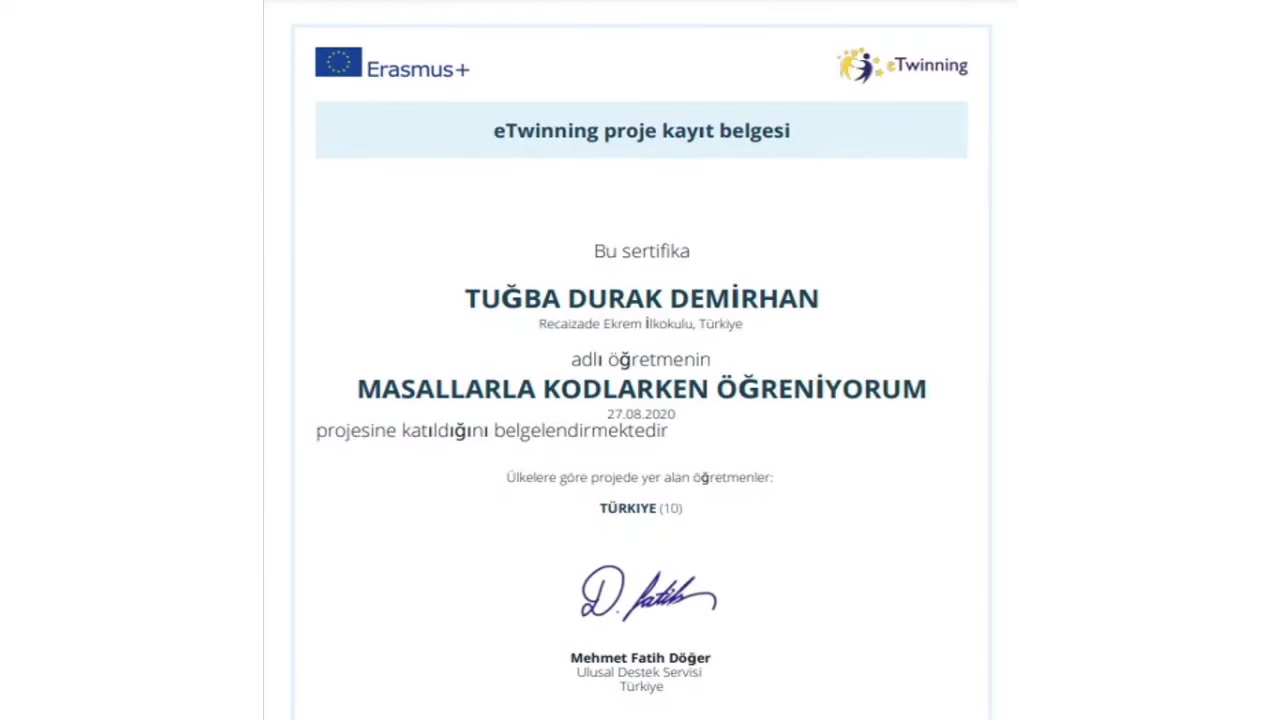 Erasmus+
eTwinning
eTwinning proje kayıt belgesi
Bu sertifika
TUĞBA DURAK DEMİRHAN
Recaizade Ekrem İlkokulu, Türkiye
adlı öğretmenin
MASALLARLA KODLARKEN ÖĞRENİYORUM
27.08.2020
projesine katıldığını belgelendirmektedir
Ülkelere göre projede yer alan öğretmenler:
TÜRKIYE (10)
D. fatih
Mehmet Fatih Döğer
Ulusal Destek Servisi
Türkiye